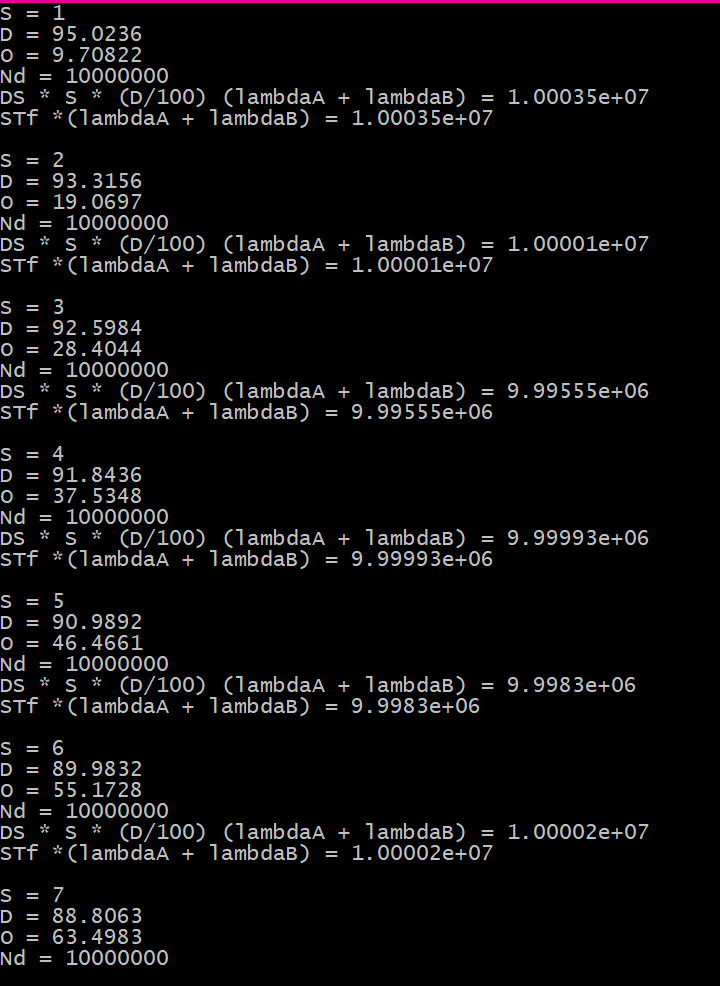 S = 1
D = 95.0236
O = 9.70822
Nd = 10000000
DS * S * (D/100) (lambdaA + lambdaB) = 1.00035e+07
STf *(lambdaA + lambdaB) = 1.00035e+07
S = 2
D = 93.3156
O = 19.0697
Nd = 10000000
DS * S * (D/100) (lambdaA + lambdaB) = 1.00001e+07
STf *(lambdaA + lambdaB) = 1.00001e+07
S = 3
D = 92.5984
O = 28.4044
Nd = 10000000
DS * S * (D/100) (lambdaA + lambdaB) = 9.99555e+06
STf *(lambdaA + lambdaB) = 9.99555e+06
S = 4
D = 91.8436
O = 37.5348
Nd = 10000000
DS * S * (D/100) (lambdaA + lambdaB) = 9.99993e+06
STf *(lambdaA + lambdaB) = 9.99993e+06
S = 5
D = 90.9892
O = 46.4661
Nd = 10000000
DS * S * (D/100) (lambdaA + lambdaB) = 9.9983e+06
STf *(lambdaA + lambdaB) = 9.9983e+06
S = 6
D = 89.9832
O = 55.1728
Nd = 10000000
DS * S * (D/100) (lambdaA + lambdaB) = 1.00002e+07
STf *(lambdaA + lambdaB) = 1.00002e+07
S = 7
D = 88.8063
O = 63.4983
Nd = 10000000